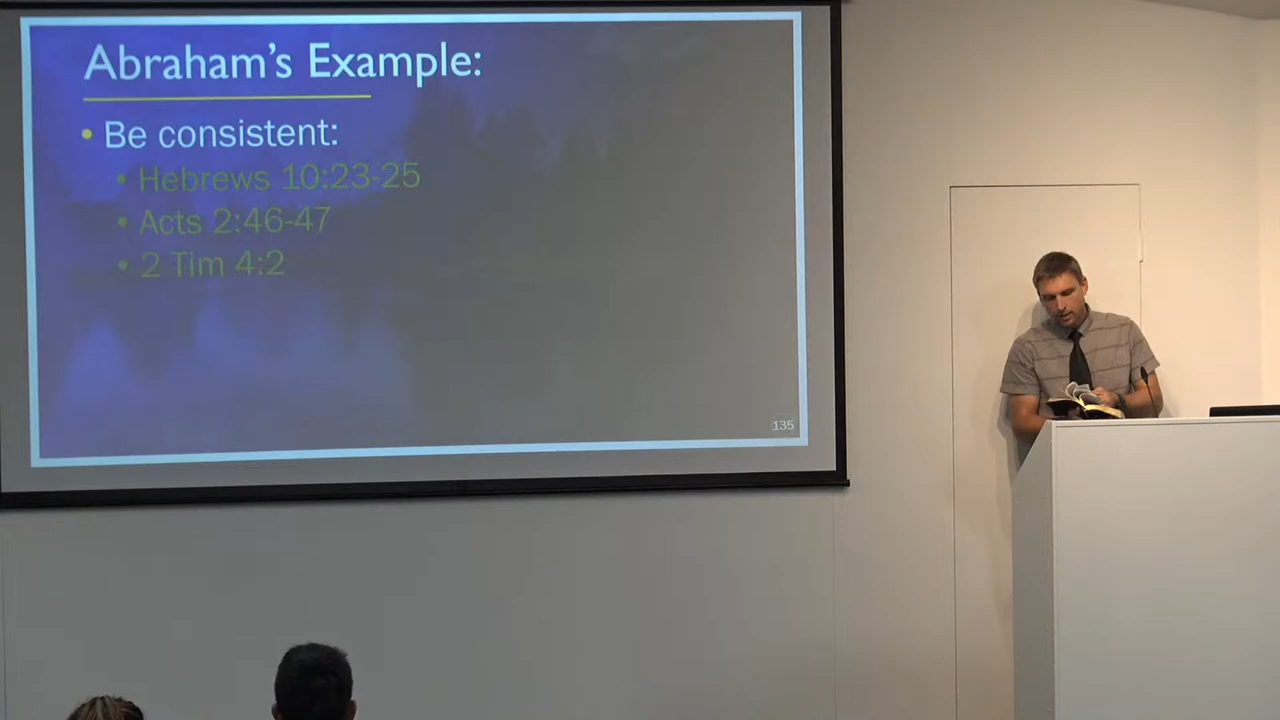 Abraham's Example:
• Be consistent:
• Hebrews 10:23-25
• Acts 2:46-47
• 2 Tim 4:2
135